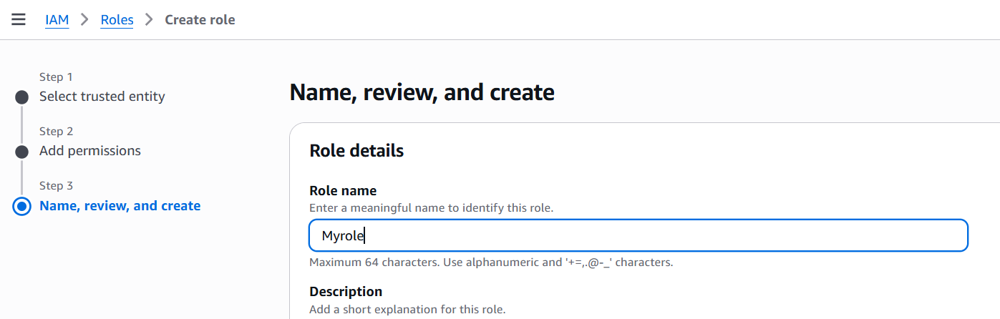 IAM > Roles > Create role
Step 1
Select trusted entity
Step 2
Add permissions
Step 3
Name, review, and create
Name, review, and create
Role details
Role name
Enter a meaningful name to identify this role.
Myrole
Maximum 64 characters. Use alphanumeric and '+=,.@-_' characters.
Description
Add a short explanation for this role.